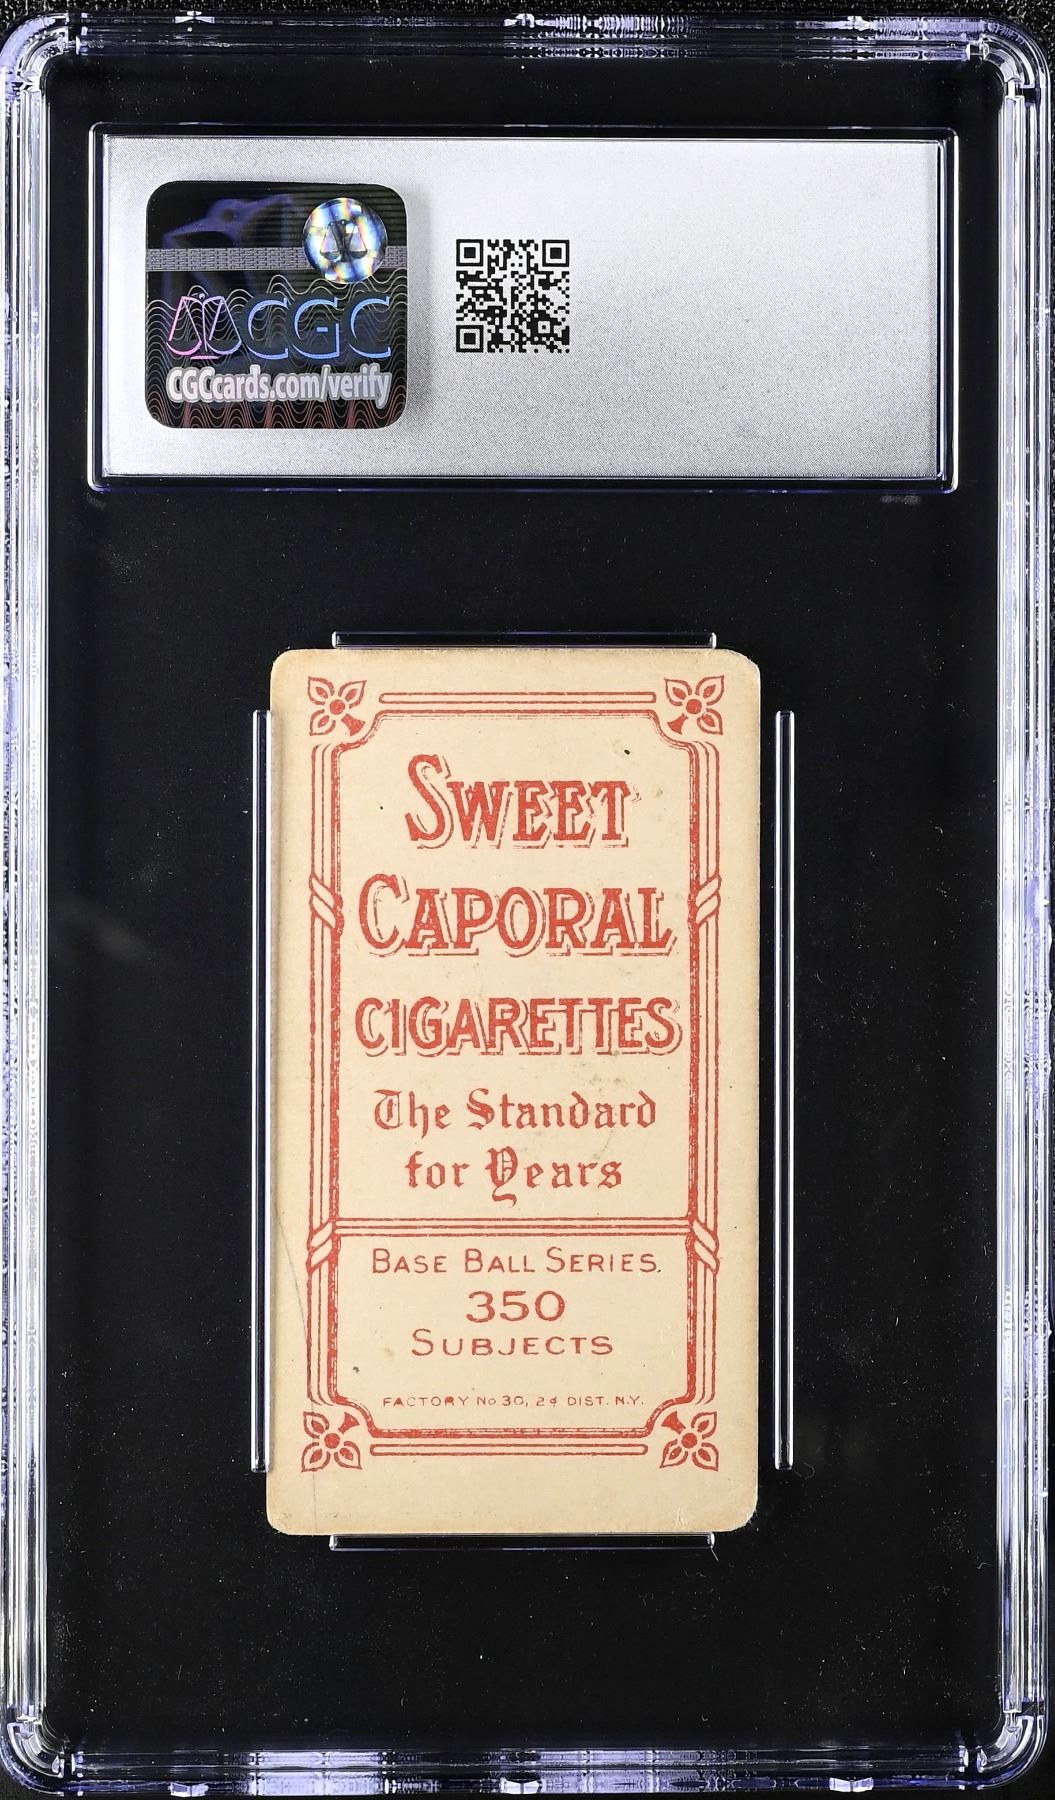 CGC
CGCcards.com/verify
SWEET
CAPORAL
CIGARETTES
The Standard
for Years
BASE BALL SERIES.
350
SUBJECTS
FACTORY No 30, 2d DIST. N.Y.